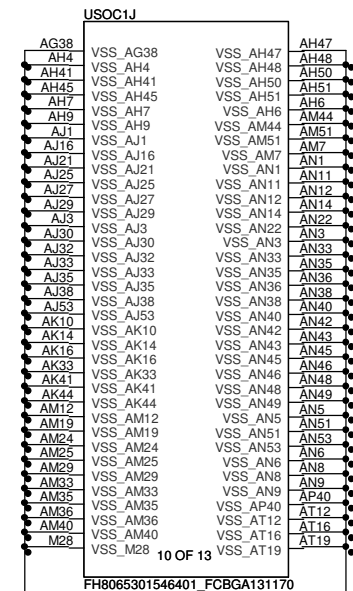 USOC1J
AG38 VSS_AG38 VSS_AH47 AH47
AH4 VSS_AH4 VSS_AH48 AH48
AH41 VSS_AH41 VSS_AH50 AH50
AH45 VSS_AH45 VSS_AH51 AH51
AH7 VSS_AH7 VSS_AH6 AH6
AH9 VSS_AH9 VSS_AM44 AM44
AJ1 VSS_AJ1 VSS_AM51 AM51
AJ16 VSS_AJ16 VSS_AM7 AM7
AJ21 VSS_AJ21 VSS_AN1 AN1
AJ25 VSS_AJ25 VSS_AN11 AN11
AJ27 VSS_AJ27 VSS_AN12 AN12
AJ29 VSS_AJ29 VSS_AN14 AN14
AJ3 VSS_AJ3 VSS_AN22 AN22
AJ30 VSS_AJ30 VSS_AN3 AN3
AJ32 VSS_AJ32 VSS_AN33 AN33
AJ33 VSS_AJ33 VSS_AN35 AN35
AJ35 VSS_AJ35 VSS_AN36 AN36
AJ38 VSS_AJ38 VSS_AN38 AN38
AJ53 VSS_AJ53 VSS_AN40 AN40
AK10 VSS_AK10 VSS_AN42 AN42
AK14 VSS_AK14 VSS_AN43 AN43
AK16 VSS_AK16 VSS_AN45 AN45
AK33 VSS_AK33 VSS_AN46 AN46
AK41 VSS_AK41 VSS_AN48 AN48
AK44 VSS_AK44 VSS_AN49 AN49
AM12 VSS_AM12 VSS_AN5 AN5
AM19 VSS_AM19 VSS_AN51 AN51
AM24 VSS_AM24 VSS_AN53 AN53
AM25 VSS_AM25 VSS_AN6 AN6
AM29 VSS_AM29 VSS_AN8 AN8
AM33 VSS_AM33 VSS_AN9 AN9
AM35 VSS_AM35 VSS_AP40 AP40
AM36 VSS_AM36 VSS_AT12 AT12
AM40 VSS_AM40 VSS_AT16 AT16
M28 VSS_M28 10 OF 13 VSS_AT19 AT19
FH8065301546401_FCBGA131170